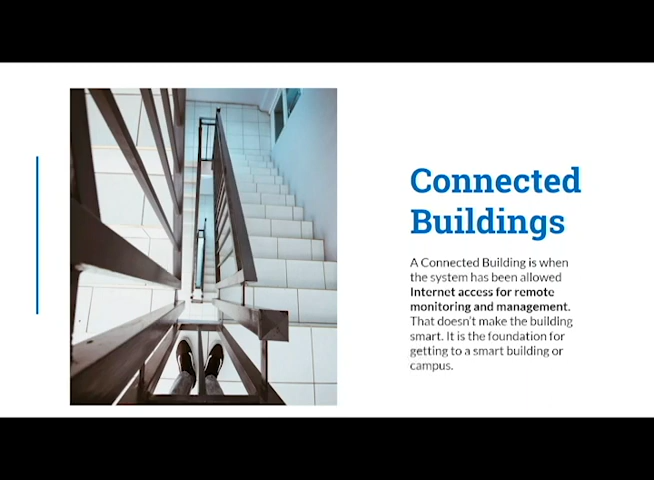 Connected
Buildings
A Connected Building is when
the system has been allowed
Internet access for remote
monitoring and management.
That doesn't make the building
smart. It is the foundation for
getting to a smart building or
campus.